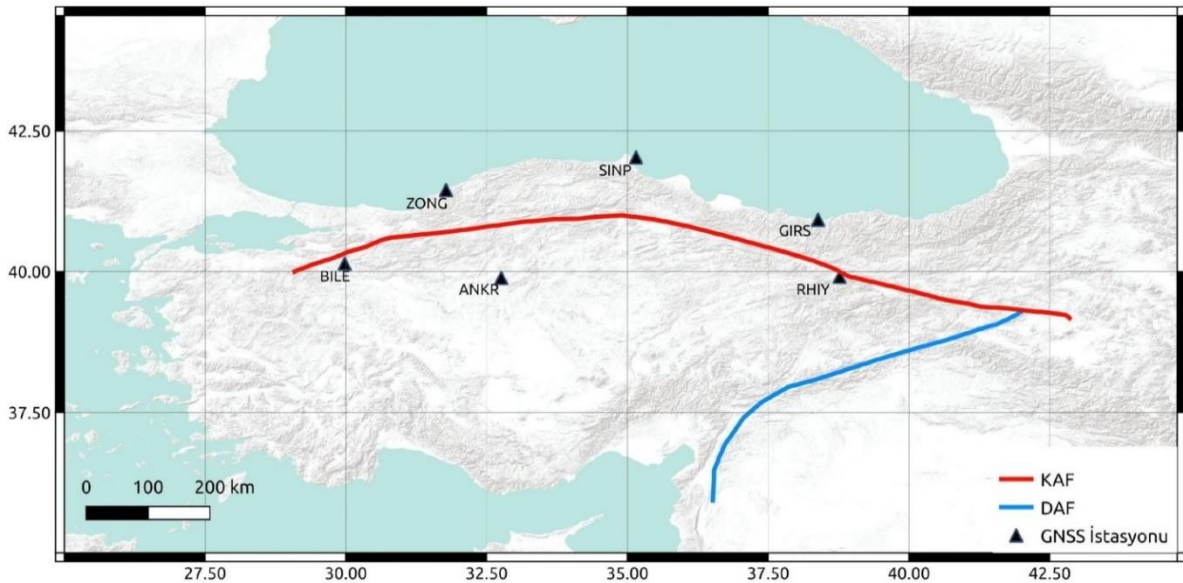 42.50
SINP
ZONG
GIRS
40.00
BILE
ANKR
RHIY
37.50
0 100 200 km
KAF
DAF
GNSS İstasyonu
27.50 30.00 32.50 35.00 37.50 40.00 42.50